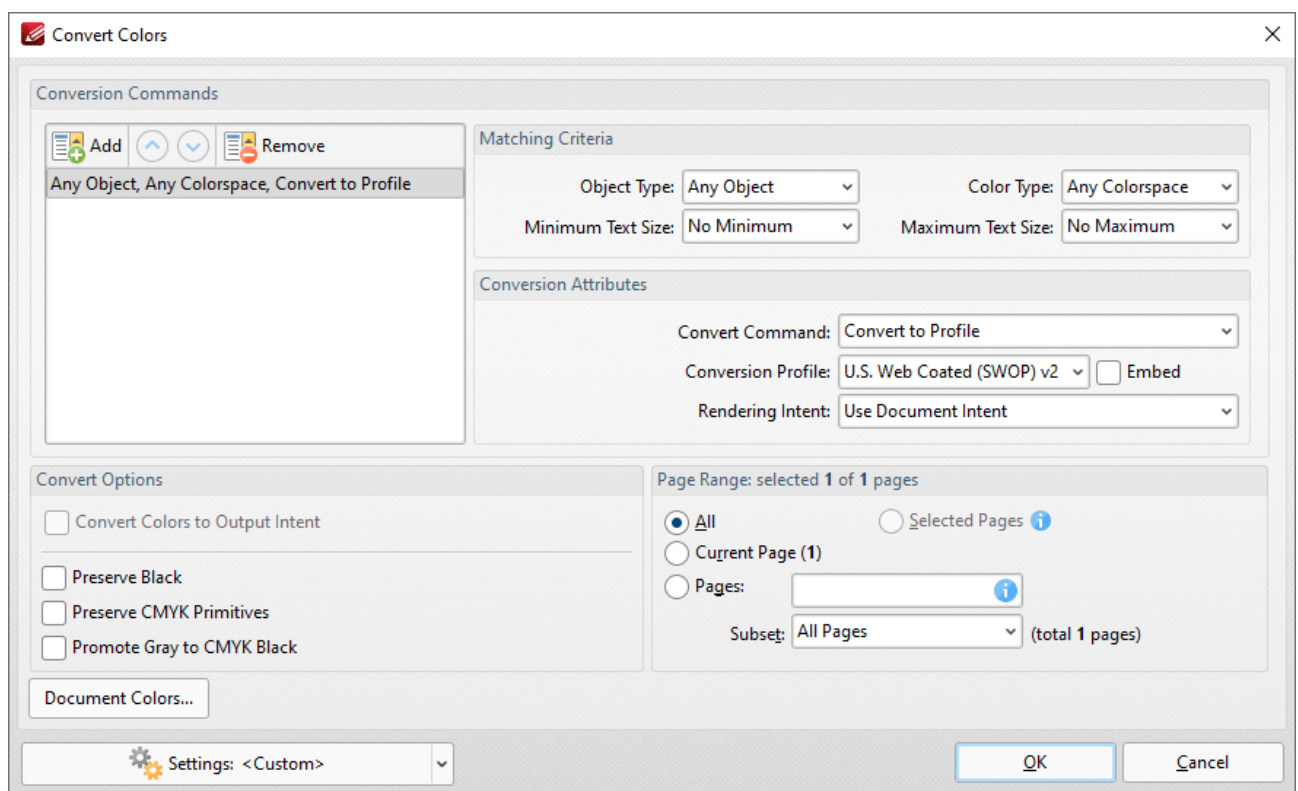 Convert Colors
Conversion Commands
Add
Remove
Any Object, Any Colorspace, Convert to Profile
Matching Criteria
Object Type: Any Object
Color Type: Any Colorspace
Minimum Text Size: No Minimum
Maximum Text Size: No Maximum
Conversion Attributes
Convert Command: Convert to Profile
Conversion Profile: U.S. Web Coated (SWOP) v2
Embed
Rendering Intent: Use Document Intent
Convert Options
Convert Colors to Output Intent
Preserve Black
Preserve CMYK Primitives
Promote Gray to CMYK Black
Page Range: selected 1 of 1 pages
All
Selected Pages
Current Page (1)
Pages:
Subset: All Pages (total 1 pages)
Document Colors...
Settings: <Custom>
OK
Cancel